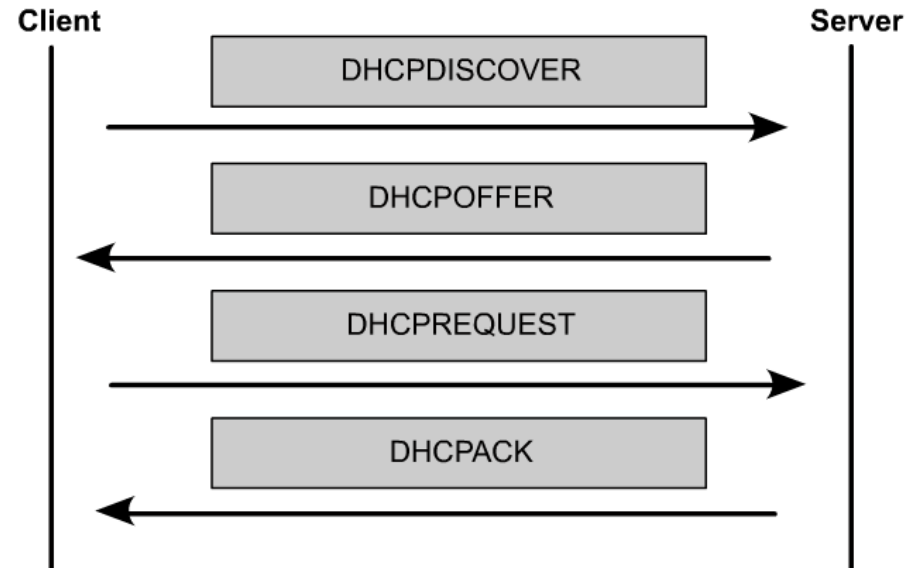 Client
Server
DHCPDISCOVER
DHCPOFFER
DHCPREQUEST
DHCPACK